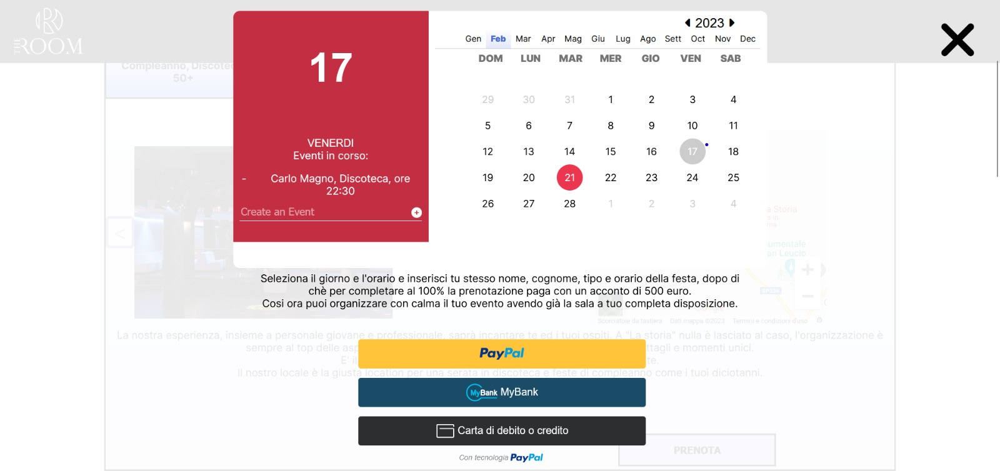 THE ROOM
Compleanno, Discoteca
50+
17
VENERDI
Eventi in corso:
- Carlo Magno, Discoteca, ore
22:30
Create an Event
2023
Gen Feb Mar Apr Mag Giu Lug Ago Sett Oct Nov Dec
DOM LUN MAR MER GIO VEN SAB
29 30 31 1 2 3 4
5 6 7 8 9 10 11
12 13 14 15 16 17 18
19 20 21 22 23 24 25
26 27 28 1 2 3 4
<
a Storia
a in
umentale
an Leucio
SP336
Scorciatoie da tastiera Dati mappa ©2023 Termini e condizioni d'uso
Seleziona il giorno e l'orario e inserisci tu stesso nome, cognome, tipo e orario della festa, dopo di
chè per completare al 100% la prenotazione paga con un acconto di 500 euro.
Cosi ora puoi organizzare con calma il tuo evento avendo già la sala a tuo completa disposizione.
La nostra esperienza, insieme a personale giovane e professionale, saprà incantare te ed i tuoi ospiti. A "La storia" nulla è lasciato al caso, l'organizzazione è
sempre al top delle asp ttagli e momenti unici.
E' il te.
Il nostro locale è la giusta location per una serata in discoteca e feste di compleanno come i tuoi diciotanni.
PayPal
MyBank MyBank
Carta di debito o credito
Con tecnologia PayPal
PRENOTA